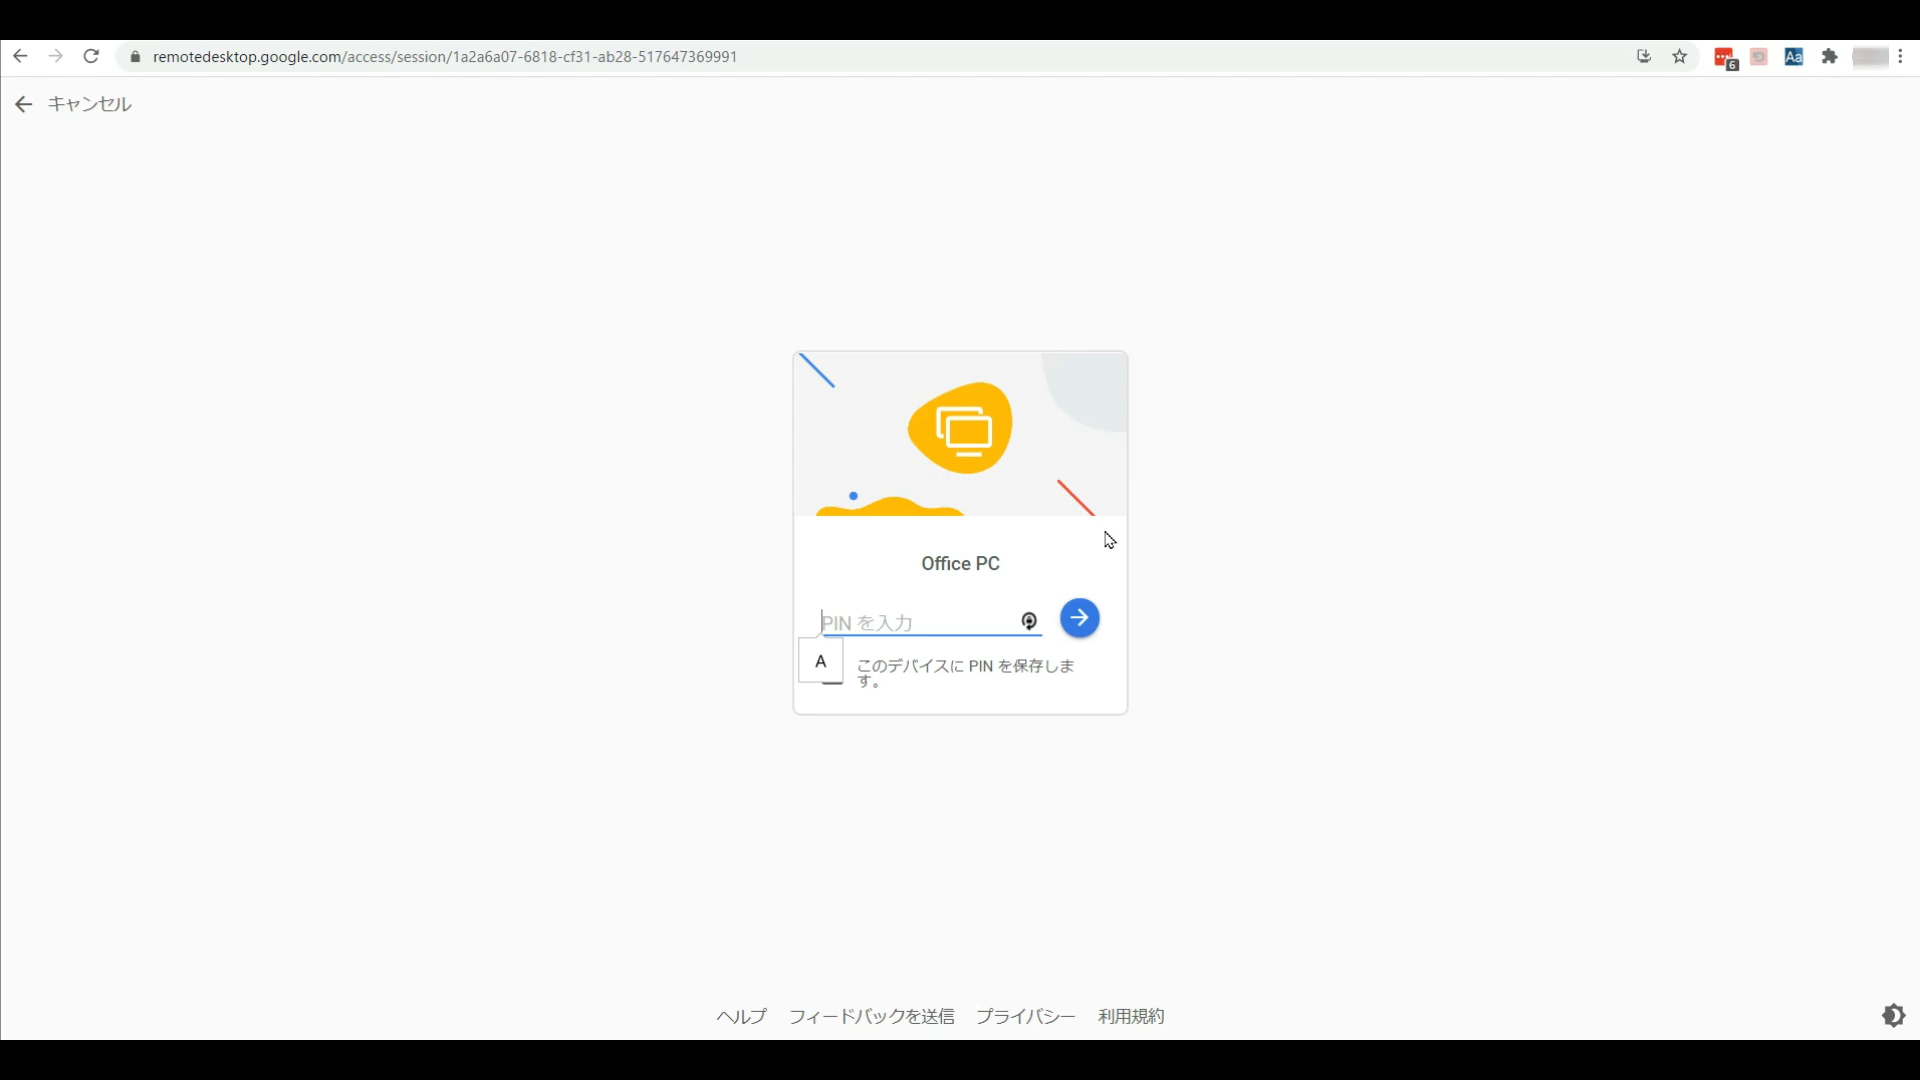 remotedesktop.google.com/access/session/1a2a6a07-6818-cf31-ab28-517647369991
6
Aa
キャンセル
Office PC
PIN を入力
A
このデバイスに PIN を保存しま
す。
ヘルプ フィードバックを送信 プライバシー 利用規約